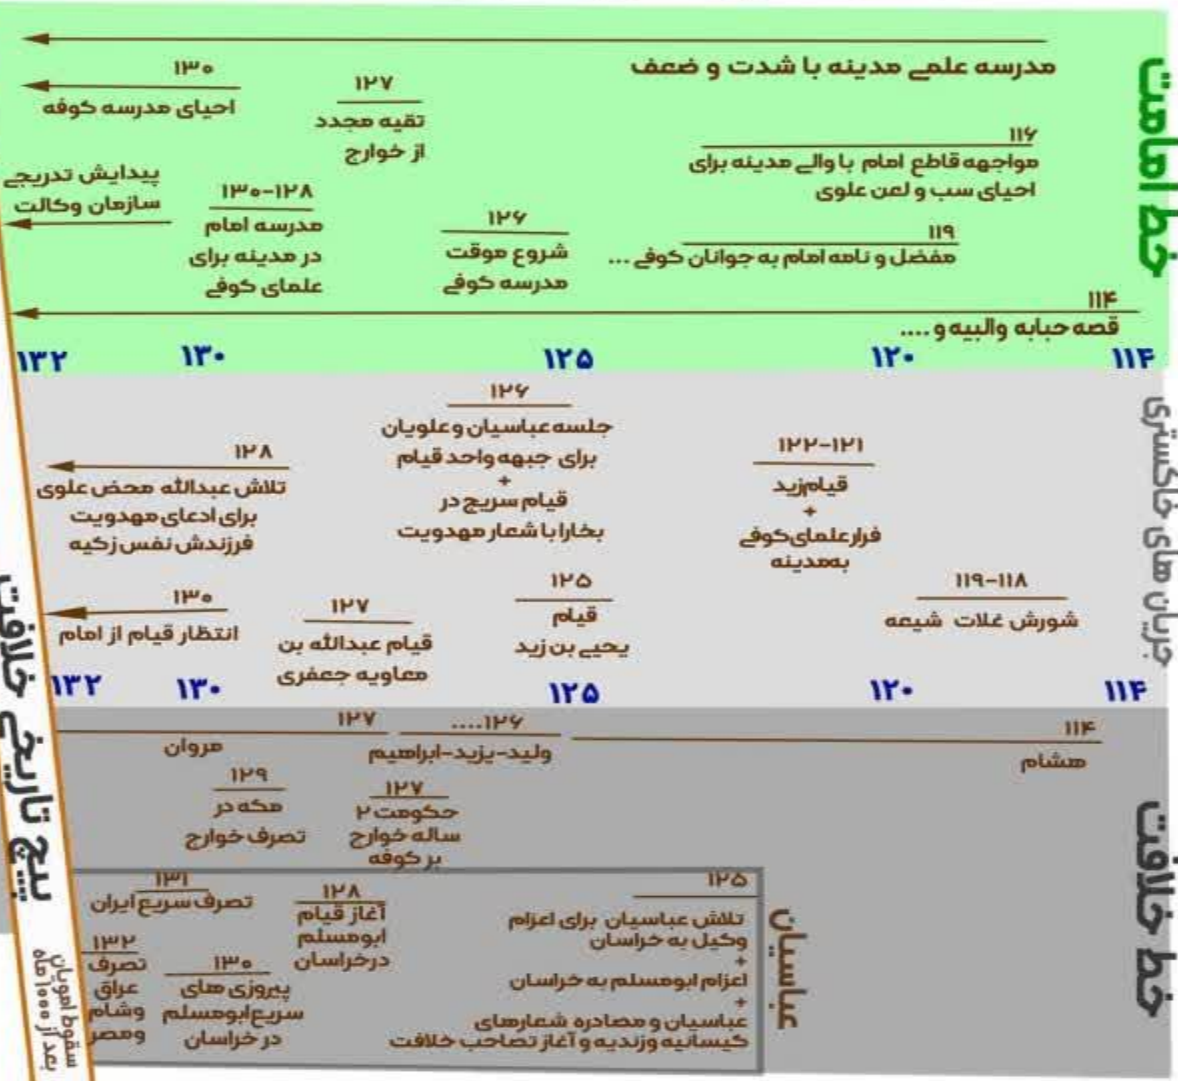 خط امامت
مدرسه علمی مدینه با شدت و ضعف
۱۱۶
مواجهه قاطع امام با والی مدینه برای
احیای سب و لعن علوی
۱۱۹
مفضل و نامه امام به جوانان کوفی ...
۱۱۴
قصه حبابه والبیه و ....
۱۲۷
تقیه مجدد
از خوارج
۱۲۶
شروع موقت
مدرسه کوفی
۱۳۰
احیای مدرسه کوفه
۱۲۸-۱۳۰
مدرسه امام
در مدینه برای
علمای کوفی
پیدایش تدریجی
سازمان وکالت
۱۱۴
۱۲۰
۱۲۵
۱۳۰
۱۳۲
جریان های خاکستری
۱۱۸-۱۱۹
شورش غلات شیعه
۱۲۱-۱۲۲
قیام زید
+
فرار علمای کوفی
به مدینه
۱۲۶
جلسه عباسیان و علویان
برای جبهه واحد قیام
+
قیام سریج در
بخارا با شعار مهدویت
۱۲۵
قیام
یحیی بن زید
۱۲۸
تلاش عبدالله محض علوی
برای ادعای مهدویت
فرزندش نفس زکیه
۱۲۷
قیام عبدالله بن
معاویه جعفری
۱۳۰
انتظار قیام از امام
۱۱۴
۱۲۰
۱۲۵
۱۳۰
۱۳۲
خط خلافت
۱۱۴
هشام
۱۲۶....
ولید-یزید-ابراهیم
۱۲۷
مروان
۱۲۷
حکومت ۲
ساله خوارج
بر کوفه
۱۲۹
مکه در
تصرف خوارج
عباسیان
۱۲۵
تلاش عباسیان برای اعزام
وکیل به خراسان
+
اعزام ابومسلم به خراسان
+
عباسیان و مصادره شعارهای
کیسانیه وزندیه و آغاز تصاحب خلافت
۱۲۸
آغاز قیام
ابومسلم
درخراسان
۱۳۱
تصرف سریع ایران
۱۳۰
پیروزی های
سریع ابومسلم
در خراسان
۱۳۲
تصرف
عراق
وشام
ومصر
پیچ تاریخی خلافت
سقوط امویان
بعد از ۱۰۰۰ ماه